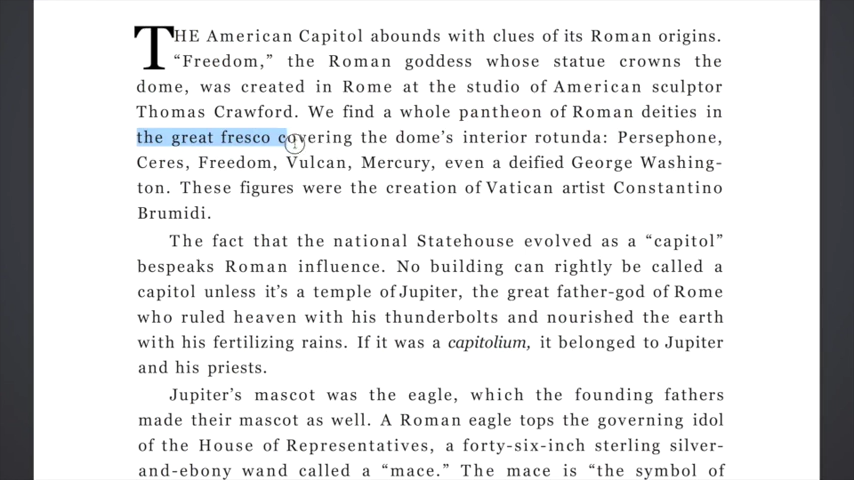 THE American Capitol abounds with clues of its Roman origins.
“Freedom,” the Roman goddess whose statue crowns the
dome, was created in Rome at the studio of American sculptor
Thomas Crawford. We find a whole pantheon of Roman deities in
the great fresco covering the dome’s interior rotunda: Persephone,
Ceres, Freedom, Vulcan, Mercury, even a deified George Washing-
ton. These figures were the creation of Vatican artist Constantino
Brumidi.
The fact that the national Statehouse evolved as a “capitol”
bespeaks Roman influence. No building can rightly be called a
capitol unless it’s a temple of Jupiter, the great father-god of Rome
who ruled heaven with his thunderbolts and nourished the earth
with his fertilizing rains. If it was a capitolium, it belonged to Jupiter
and his priests.
Jupiter’s mascot was the eagle, which the founding fathers
made their mascot as well. A Roman eagle tops the governing idol
of the House of Representatives, a forty-six-inch sterling silver-
and-ebony wand called a “mace.” The mace is “the symbol of